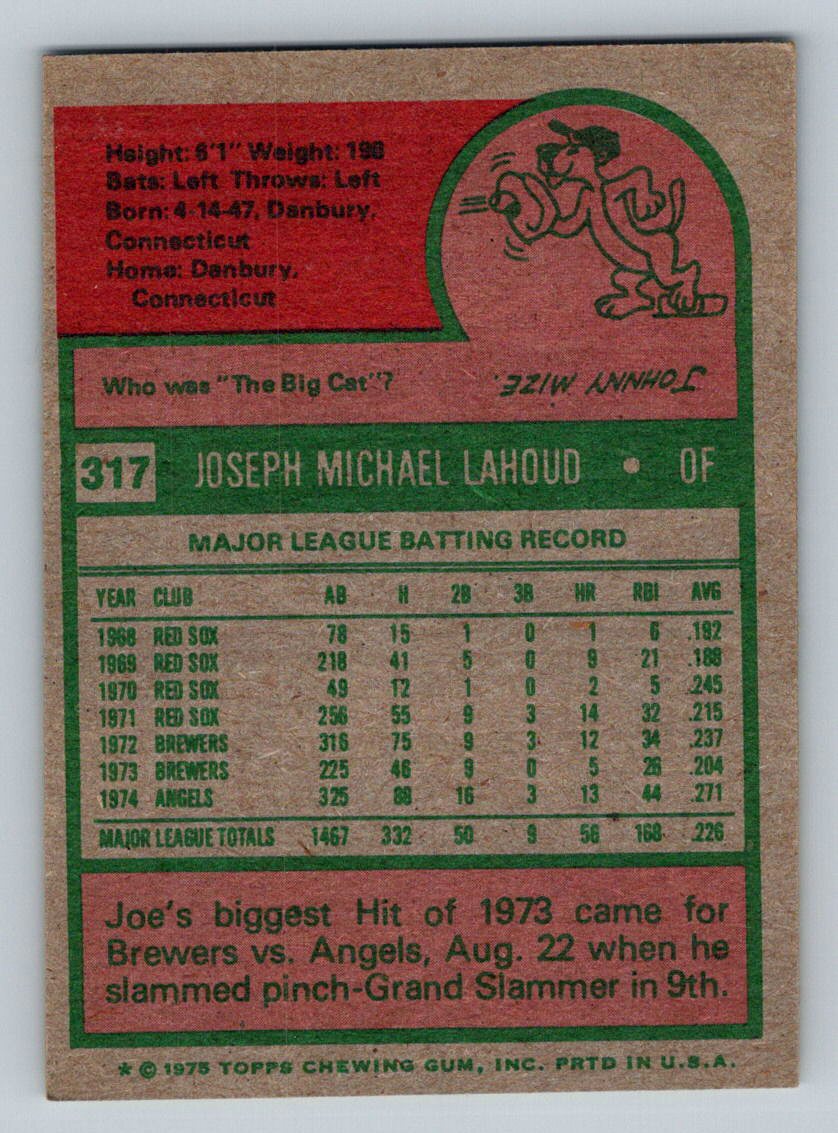 Height: 6'1" Weight: 198
Bats: Left Throws: Left
Born: 4-14-47, Danbury,
Connecticut
Home: Danbury,
Connecticut
Who was "The Big Cat"?
JOHNNY MIZE.
317 JOSEPH MICHAEL LAHOUD • OF
MAJOR LEAGUE BATTING RECORD
YEAR CLUB AB H 2B 3B HR RBI AVG
1968 RED SOX 78 15 1 0 1 6 .192
1969 RED SOX 218 41 5 0 9 21 .188
1970 RED SOX 49 12 1 0 2 5 .245
1971 RED SOX 256 55 9 3 14 32 .215
1972 BREWERS 316 75 9 3 12 34 .237
1973 BREWERS 225 46 9 0 5 26 .204
1974 ANGELS 325 88 16 3 13 44 .271
MAJOR LEAGUE TOTALS 1467 332 50 9 56 168 .226
Joe's biggest Hit of 1973 came for
Brewers vs. Angels, Aug. 22 when he
slammed pinch-Grand Slammer in 9th.
* © 1975 TOPPS CHEWING GUM, INC. PRTD IN U.S.A.